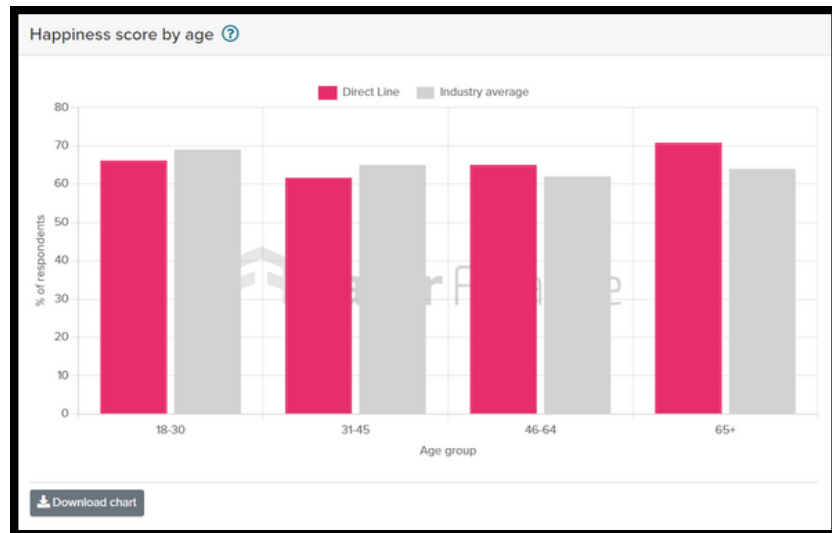 Happiness score by age ?
Direct Line Industry average
80
70
60
50
40
30
20
10
0
% of respondents
18-30 31-45 46-64 65+
Age group
Download chart